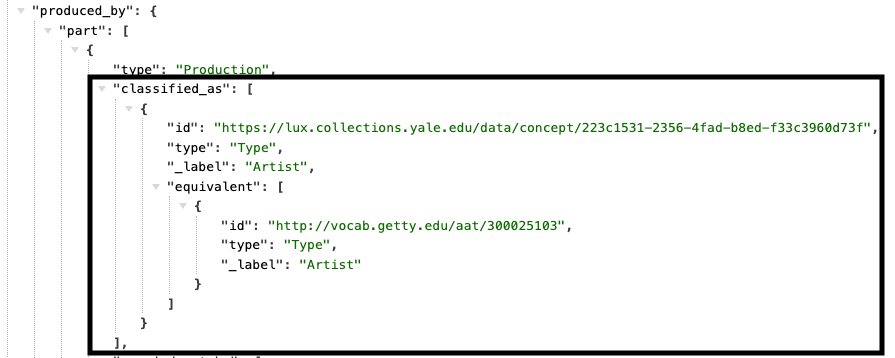 "produced_by": {
"part": [
{
"type": "Production",
"classified_as": [
{
"id": "https://lux.collections.yale.edu/data/concept/223c1531-2356-4fad-b8ed-f33c3960d73f",
"type": "Type",
"_label": "Artist",
"equivalent": [
{
"id": "http://vocab.getty.edu/aat/300025103",
"type": "Type",
"_label": "Artist"
}
]
}
],